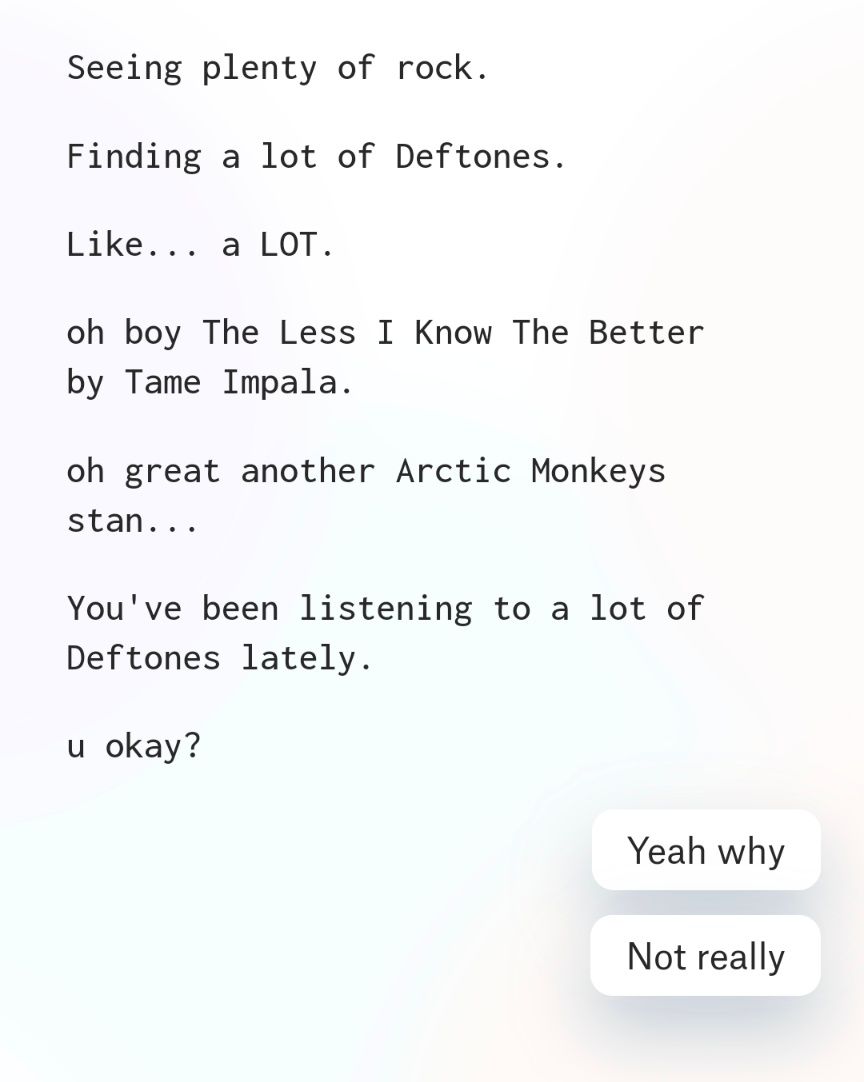 Seeing plenty of rock.
Finding a lot of Deftones.
Like... a LOT.
oh boy The Less I Know The Better
by Tame Impala.
oh great another Arctic Monkeys
stan...
You've been listening to a lot of
Deftones lately.
u okay?
Yeah why
Not really